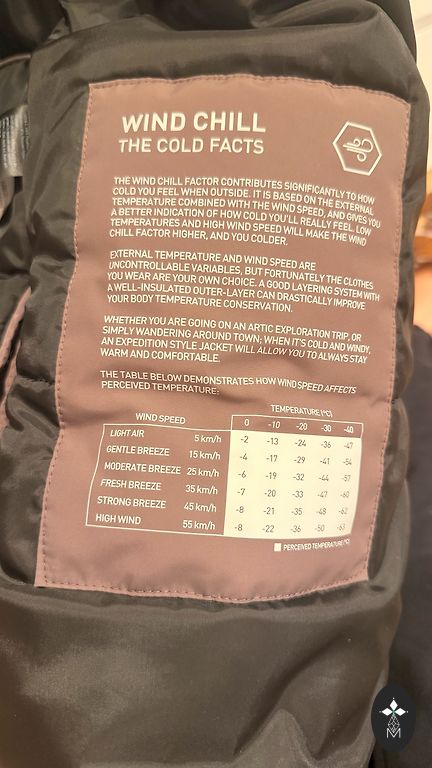 WIND CHILL
THE COLD FACTS
THE WIND CHILL FACTOR CONTRIBUTES SIGNIFICANTLY TO HOW
COLD YOU FEEL WHEN OUTSIDE. IT IS BASED ON THE EXTERNAL
TEMPERATURE COMBINED WITH THE WIND SPEED, AND GIVES YOU
A BETTER INDICATION OF HOW COLD YOU'LL REALLY FEEL. LOW
TEMPERATURES AND HIGH WIND SPEED WILL MAKE THE WIND
CHILL FACTOR HIGHER, AND YOU COLDER.
EXTERNAL TEMPERATURE AND WIND SPEED ARE
UNCONTROLLABLE VARIABLES, BUT FORTUNATELY THE CLOTHES
YOU WEAR ARE YOUR OWN CHOICE. A GOOD LAYERING SYSTEM WITH
A WELL-INSULATED OUTER-LAYER CAN DRASTICALLY IMPROVE
YOUR BODY TEMPERATURE CONSERVATION.
WHETHER YOU ARE GOING ON AN ARTIC EXPLORATION TRIP, OR
SIMPLY WANDERING AROUND TOWN; WHEN IT'S COLD AND WINDY,
AN EXPEDITION STYLE JACKET WILL ALLOW YOU TO ALWAYS STAY
WARM AND COMFORTABLE.
THE TABLE BELOW DEMONSTRATES HOW WIND SPEED AFFECTS
PERCEIVED TEMPERATURE:
TEMPERATURE (°C)
WIND SPEED 0 -10 -20 -30 -40
LIGHT AIR 5 km/h -2 -13 -24 -36 -47
GENTLE BREEZE 15 km/h -4 -17 -29 -41 -54
MODERATE BREEZE 25 km/h -6 -19 -32 -44 -57
FRESH BREEZE 35 km/h -7 -20 -33 -47 -60
STRONG BREEZE 45 km/h -8 -21 -35 -48 -62
HIGH WIND 55 km/h -8 -22 -36 -50 -63
PERCEIVED TEMPERATURE (°C)
M